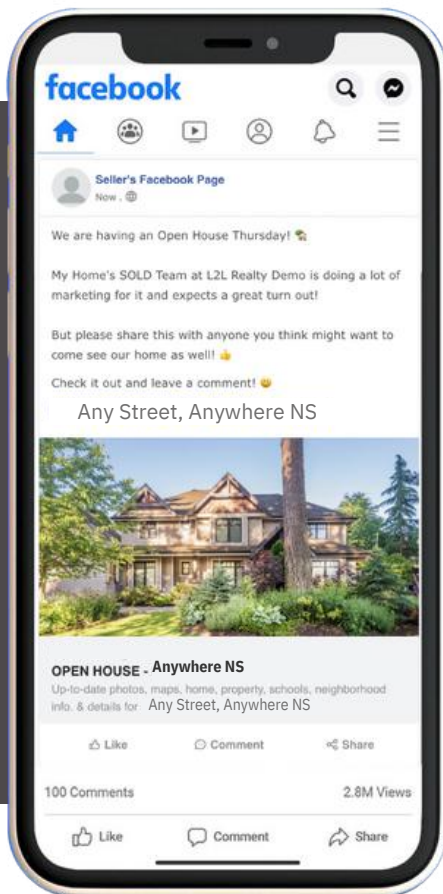 facebook
Seller's Facebook Page
Now .
We are having an Open House Thursday! 🏡
My Home's SOLD Team at L2L Realty Demo is doing a lot of
marketing for it and expects a great turn out!
But please share this with anyone you think might want to
come see our home as well! 👍
Check it out and leave a comment! 😀
Any Street, Anywhere NS
OPEN HOUSE - Anywhere NS
Up-to-date photos, maps, home, property, schools, neighborhood
info. & details for Any Street, Anywhere NS
Like Comment Share
100 Comments 2.8M Views
Like Comment Share